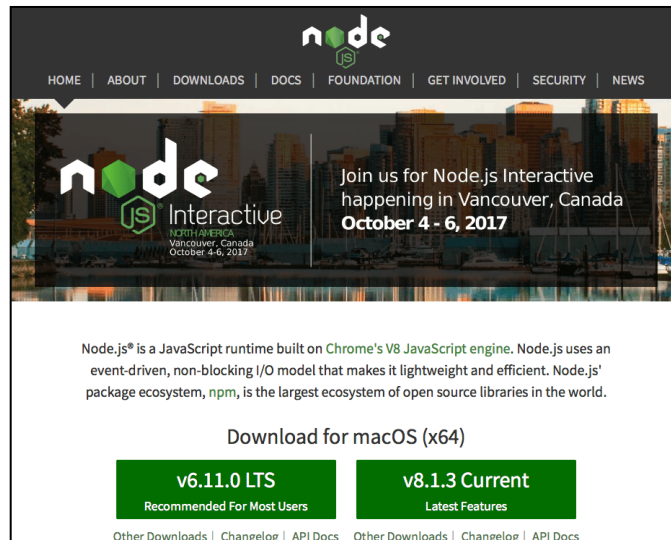 node
JS
HOME | ABOUT | DOWNLOADS | DOCS | FOUNDATION | GET INVOLVED | SECURITY | NEWS
node
JS® Interactive
NORTH AMERICA
Vancouver, Canada
October 4-6, 2017
Join us for Node.js Interactive
happening in Vancouver, Canada
October 4 - 6, 2017
Node.js® is a JavaScript runtime built on Chrome's V8 JavaScript engine. Node.js uses an
event-driven, non-blocking I/O model that makes it lightweight and efficient. Node.js'
package ecosystem, npm, is the largest ecosystem of open source libraries in the world.
Download for macOS (x64)
v6.11.0 LTS
Recommended For Most Users
v8.1.3 Current
Latest Features
Other Downloads | Changelog | API Docs
Other Downloads | Changelog | API Docs